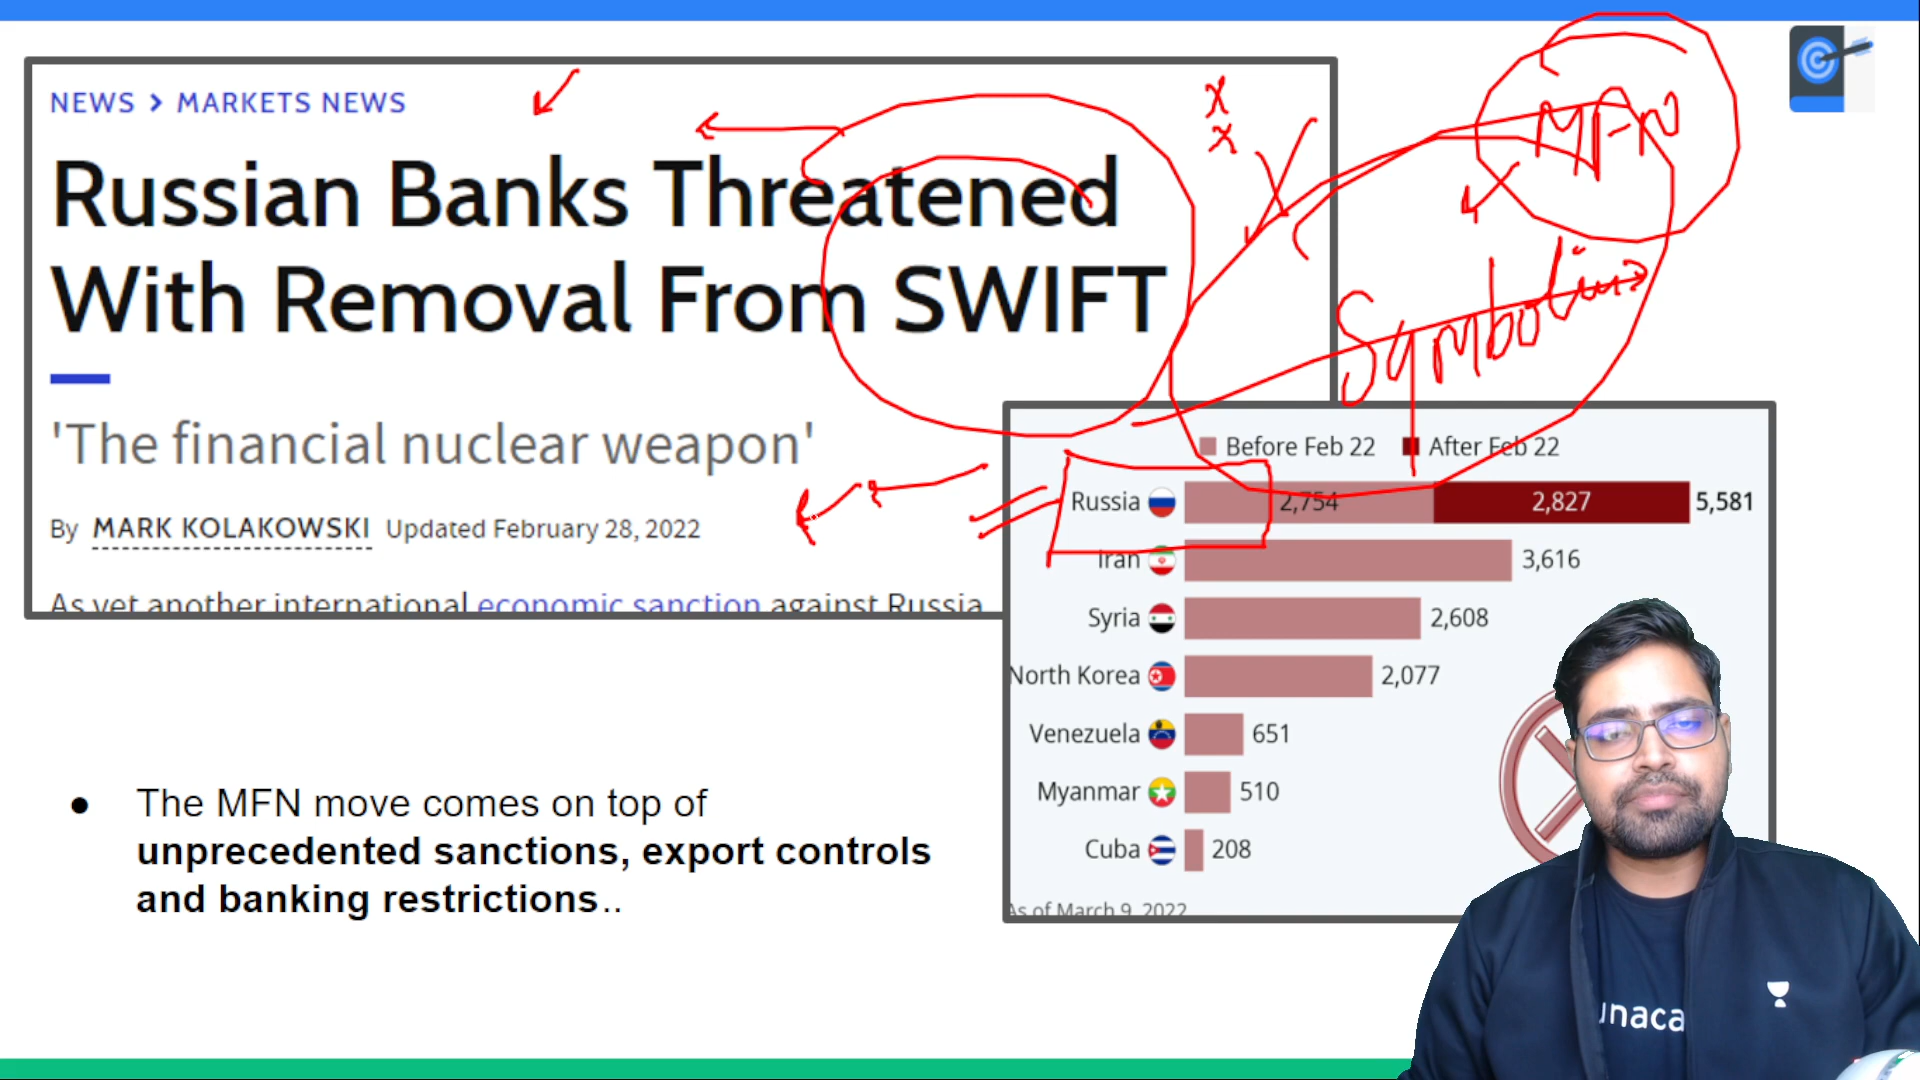 NEWS > MARKETS NEWS
Russian Banks Threatened
With Removal From SWIFT
'The financial nuclear weapon'
By MARK KOLAKOWSKI Updated February 28, 2022
As yet another international economic sanction against Russia
MFN
Symbolic
Before Feb 22 After Feb 22
Russia 2,754 2,827 5,581
Iran 3,616
Syria 2,608
North Korea 2,077
Venezuela 651
Myanmar 510
Cuba 208
As of March 9, 2022
● The MFN move comes on top of
unprecedented sanctions, export controls
and banking restrictions..
unaca